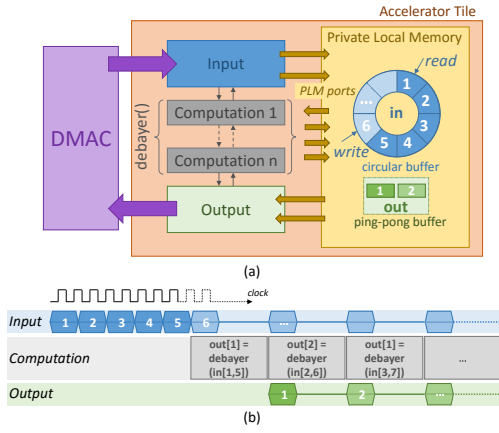 Accelerator Tile
Private Local Memory
Input
read
PLM ports
1
2
3
4
5
6
...
in
DMAC
debayer()
Computation 1
Computation n
write
circular buffer
Output
1 2
out
ping-pong buffer
(a)
clock
Input 1 2 3 4 5 6 ...
Computation
out[1] = debayer (in[1,5])
out[2] = debayer (in[2,6])
out[1] = debayer (in[3,7])
...
Output 1 2 ...
(b)